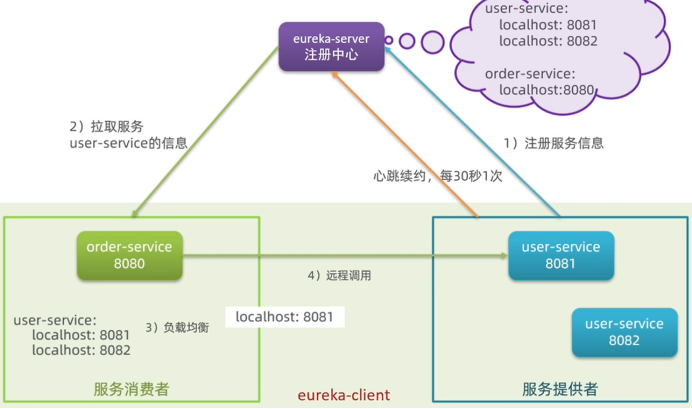 user-service:
localhost: 8081
localhost: 8082
order-service:
localhost:8080
eureka-server
注册中心
2）拉取服务
user-service的信息
1）注册服务信息
心跳续约，每30秒1次
order-service
8080
user-service
8081
4）远程调用
user-service:
localhost: 8081
localhost: 8082
3）负载均衡
localhost: 8081
user-service
8082
服务消费者
eureka-client
服务提供者